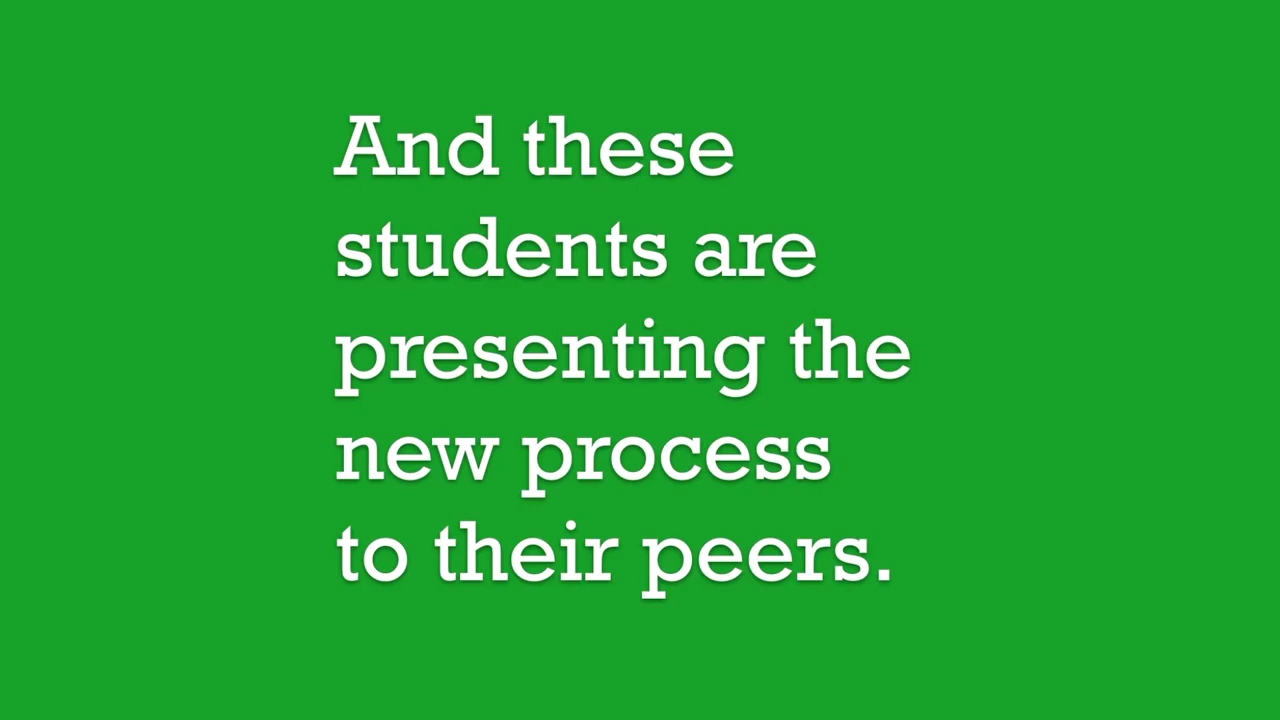 And these
students are
presenting the
new process
to their peers.